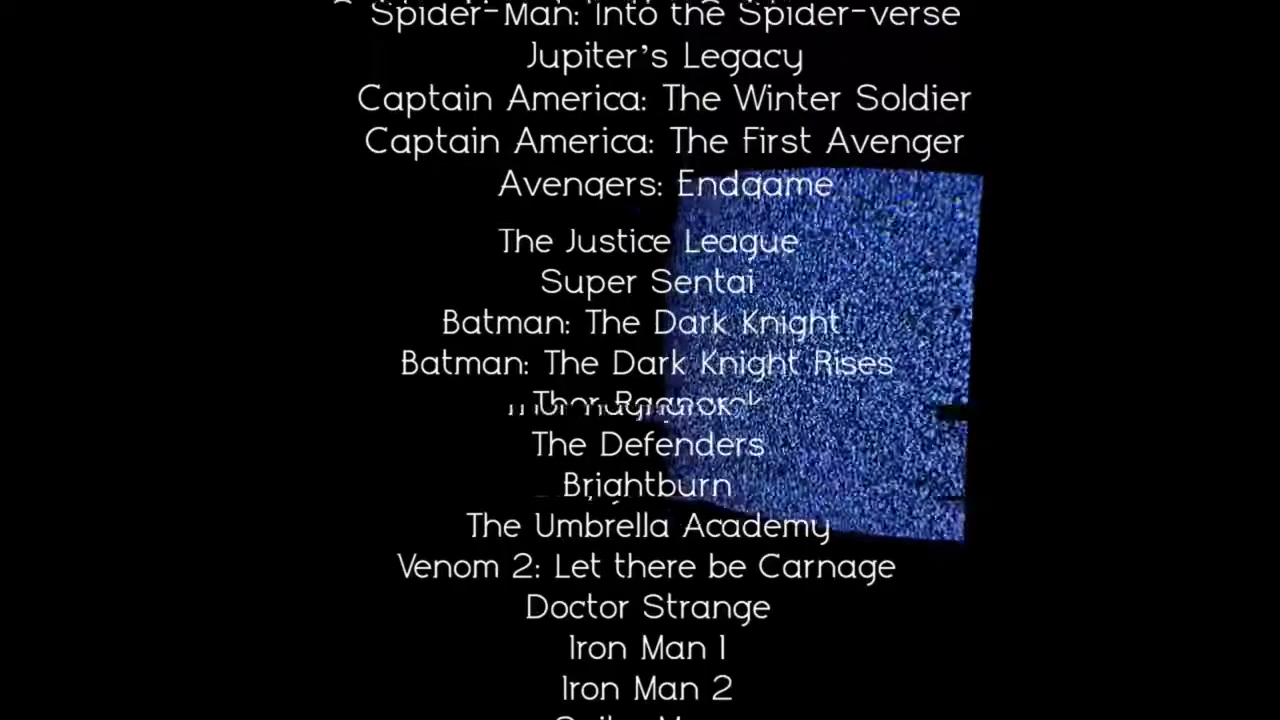 Spider-Man: Into the Spider-verse
Jupiter's Legacy
Captain America: The Winter Soldier
Captain America: The First Avenger
Avengers: Endgame
The Justice League
Super Sentai
Batman: The Dark Knight
Batman: The Dark Knight Rises
Thor Ragnarok
The Defenders
Brightburn
The Umbrella Academy
Venom 2: Let there be Carnage
Doctor Strange
Iron Man 1
Iron Man 2